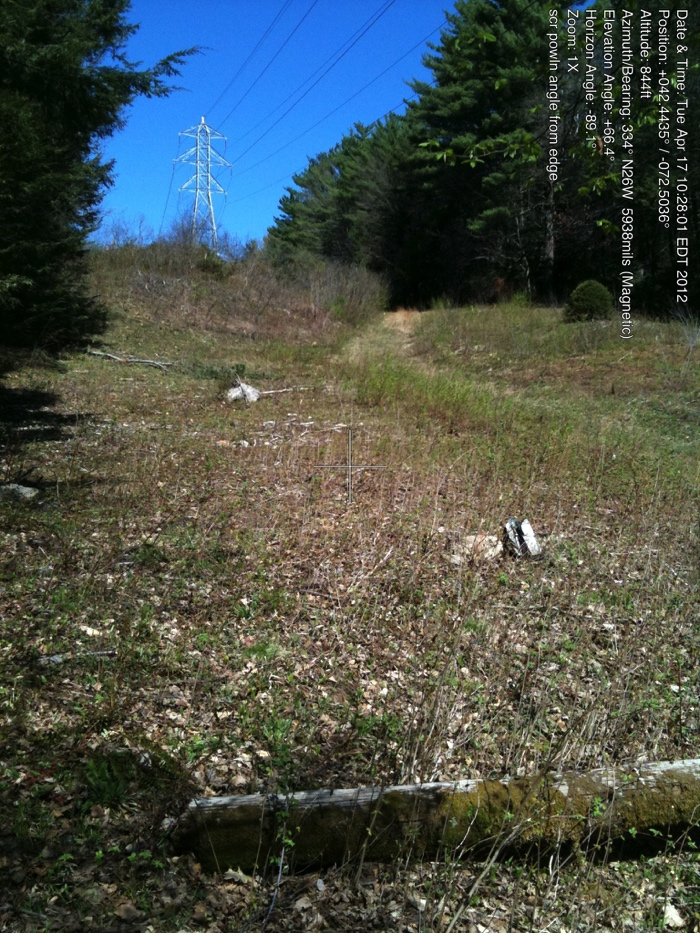 Date & Time: Tue Apr 17 10:28:01 EDT 2012
Position: +042.4435° / -072.5036°
Altitude: 844ft
Azimuth/Bearing: 334° N26W 5938mils (Magnetic)
Elevation Angle: +-66.4°
Horizon Angle: -89.1°
Zoom: 1X
scr powln angle from edge